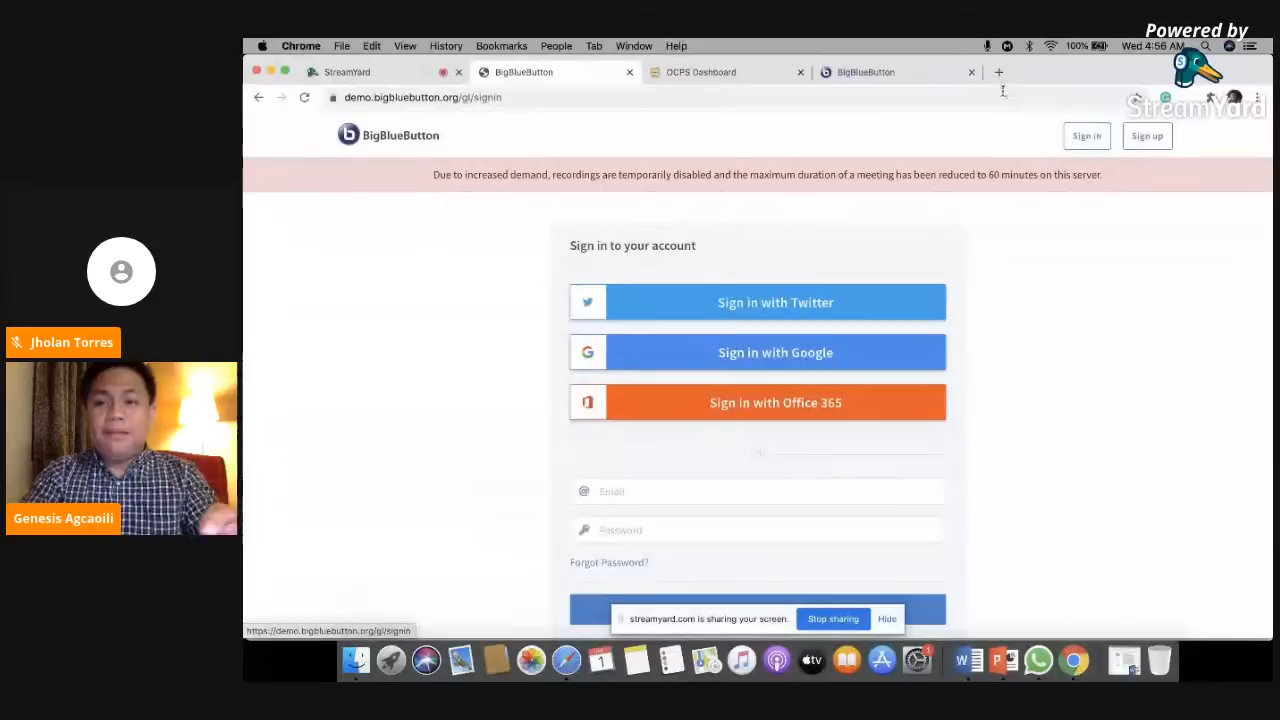 Powered by
StreamYard
Chrome File Edit View History Bookmarks People Tab Window Help
100% Wed 4:56 AM
StreamYard
BigBlueButton
OCPS Dashboard
BigBlueButton
demo.bigbluebutton.org/gl/signin
BigBlueButton
Sign in
Sign up
Due to increased demand, recordings are temporarily disabled and the maximum duration of a meeting has been reduced to 60 minutes on this server.
Sign in to your account
Sign in with Twitter
Sign in with Google
Sign in with Office 365
Email
Password
Forgot Password?
streamyard.com is sharing your screen.
Stop sharing
Hide
https://demo.bigbluebutton.org/gl/signin
Jholan Torres
Genesis Agcaoili
1
tv
1